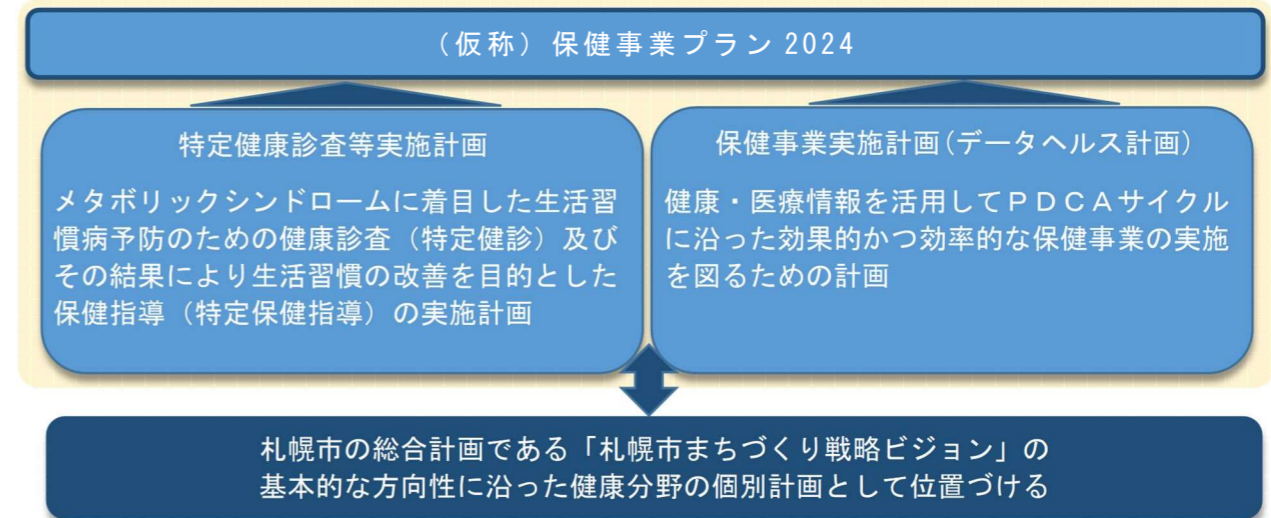 （仮称）保健事業プラン 2024
特定健康診査等実施計画
メタボリックシンドロームに着目した生活習
慣病予防のための健康診査（特定健診）及び
その結果により生活習慣の改善を目的とした
保健指導（特定保健指導）の実施計画
保健事業実施計画(データヘルス計画)
健康・医療情報を活用してＰＤＣＡサイクル
に沿った効果的かつ効率的な保健事業の実施
を図るための計画
札幌市の総合計画である「札幌市まちづくり戦略ビジョン」の
基本的な方向性に沿った健康分野の個別計画として位置づける